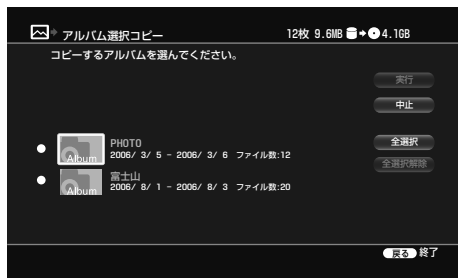 アルバム選択コピー 12枚 9.6MB 4.1GB
コピーするアルバムを選んでください。
実行
中止
全選択
全選択解除
Album
PHOTO
2006/ 3/ 5 - 2006/ 3/ 6 ファイル数:12
Album
富士山
2006/ 8/ 1 - 2006/ 8/ 3 ファイル数:20
戻る 終了